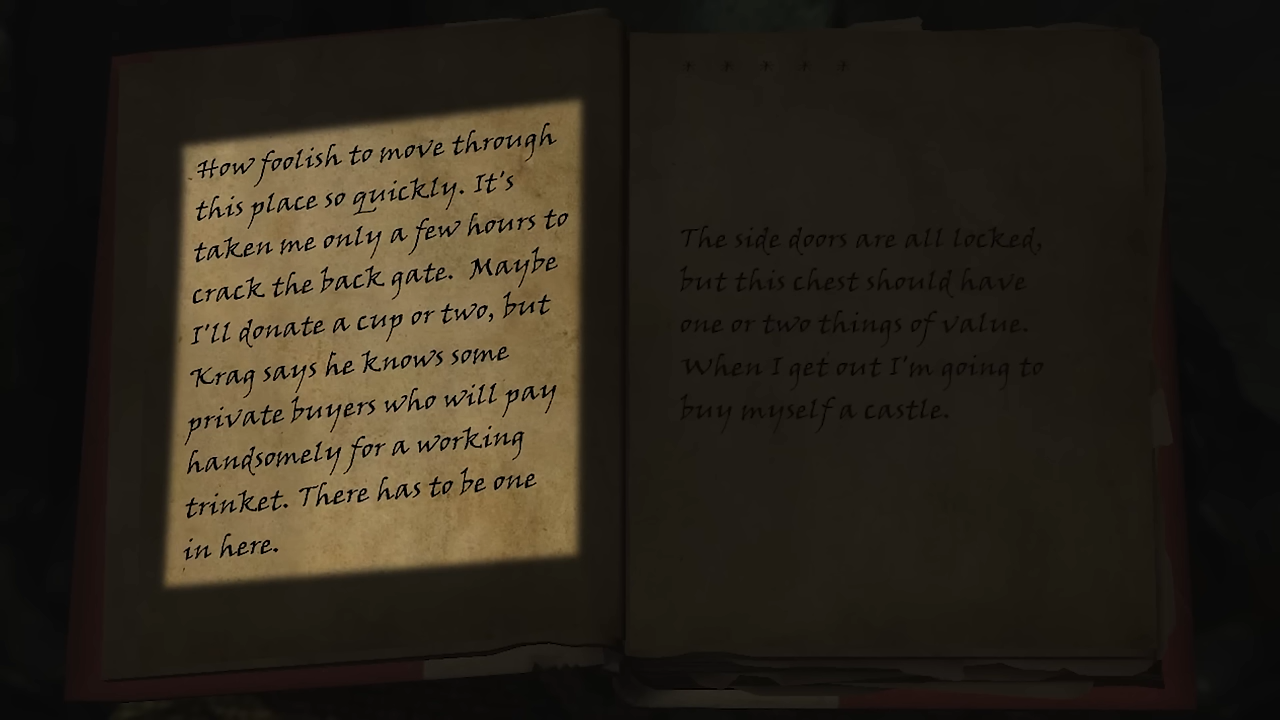 How foolish to move through
this place so quickly. It's
taken me only a few hours to
crack the back gate.  Maybe
I'll donate a cup or two, but
Krag says he knows some
private buyers who will pay
handsomely for a working
trinket. There has to be one
in here.
The side doors are all locked,
but this chest should have
one or two things of value.
When I get out I'm going to
buy myself a castle.